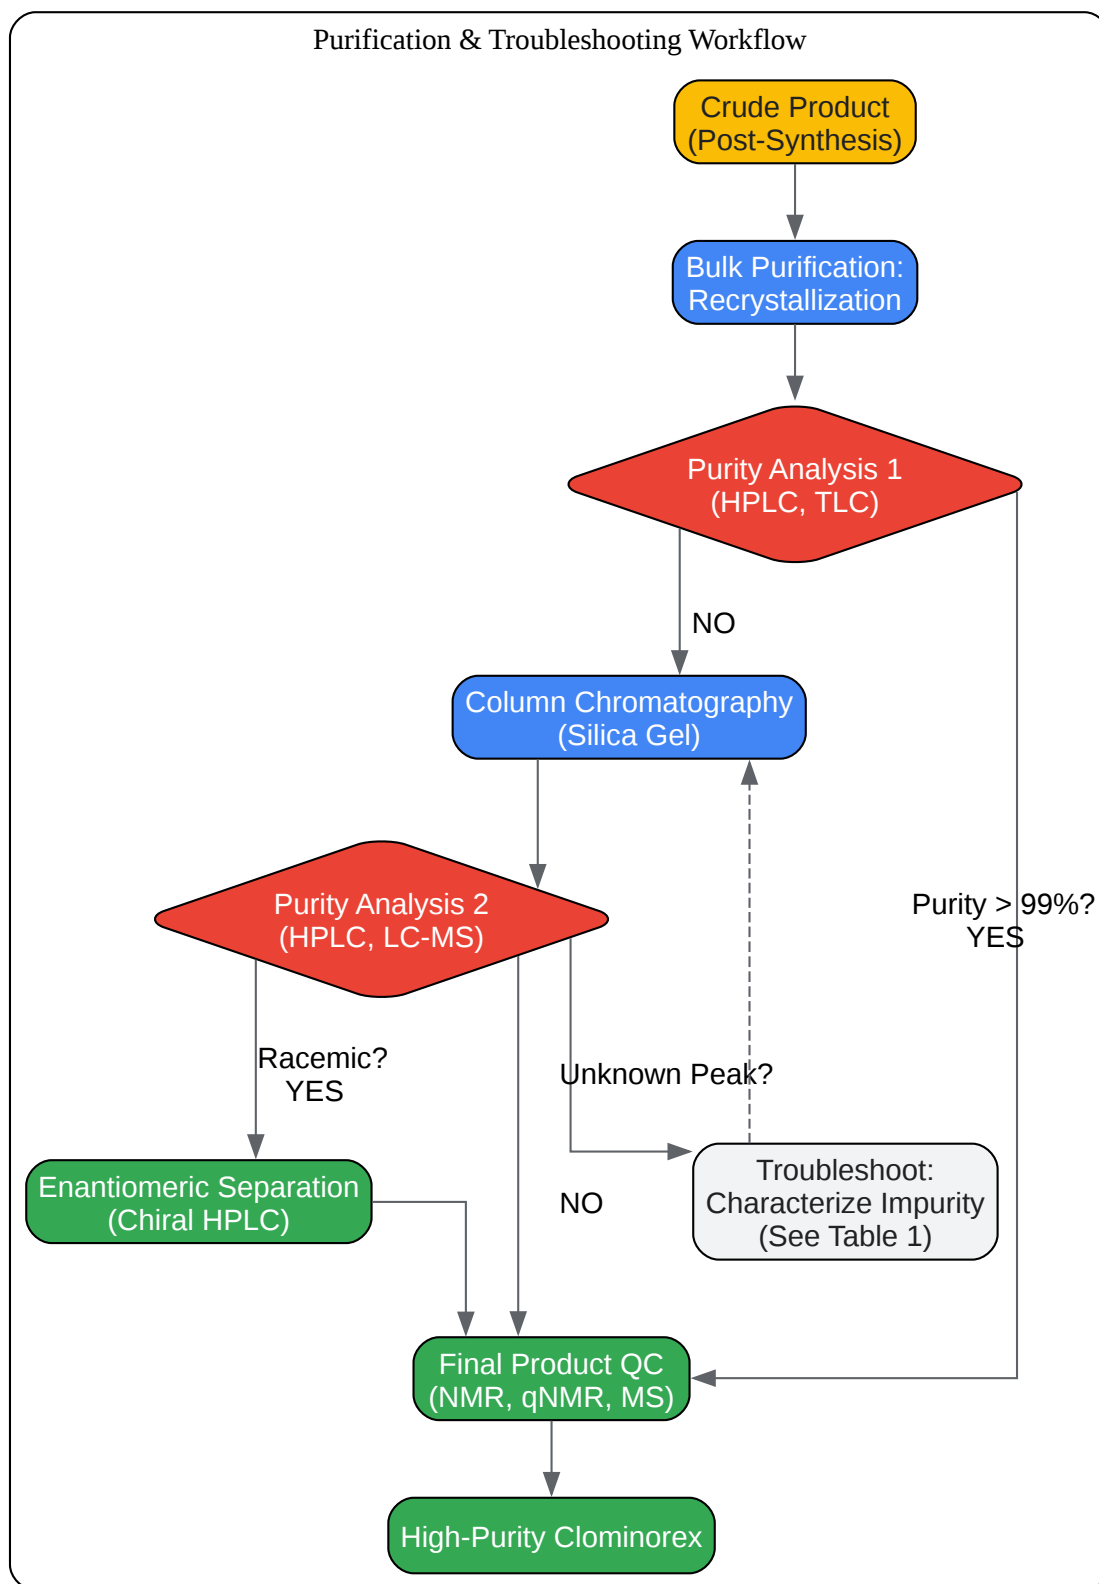 Purification & Troubleshooting Workflow
Crude Product
(Post-Synthesis)
Bulk Purification:
Recrystallization
Purity Analysis 1
(HPLC, TLC)
NO
Column Chromatography
(Silica Gel)
Purity Analysis 2
(HPLC, LC-MS)
Purity > 99%?
YES
Racemic?
YES
Unknown Peak?
Enantiomeric Separation
(Chiral HPLC)
NO
Troubleshoot:
Characterize Impurity
(See Table 1)
Final Product QC
(NMR, qNMR, MS)
High-Purity Clominorex